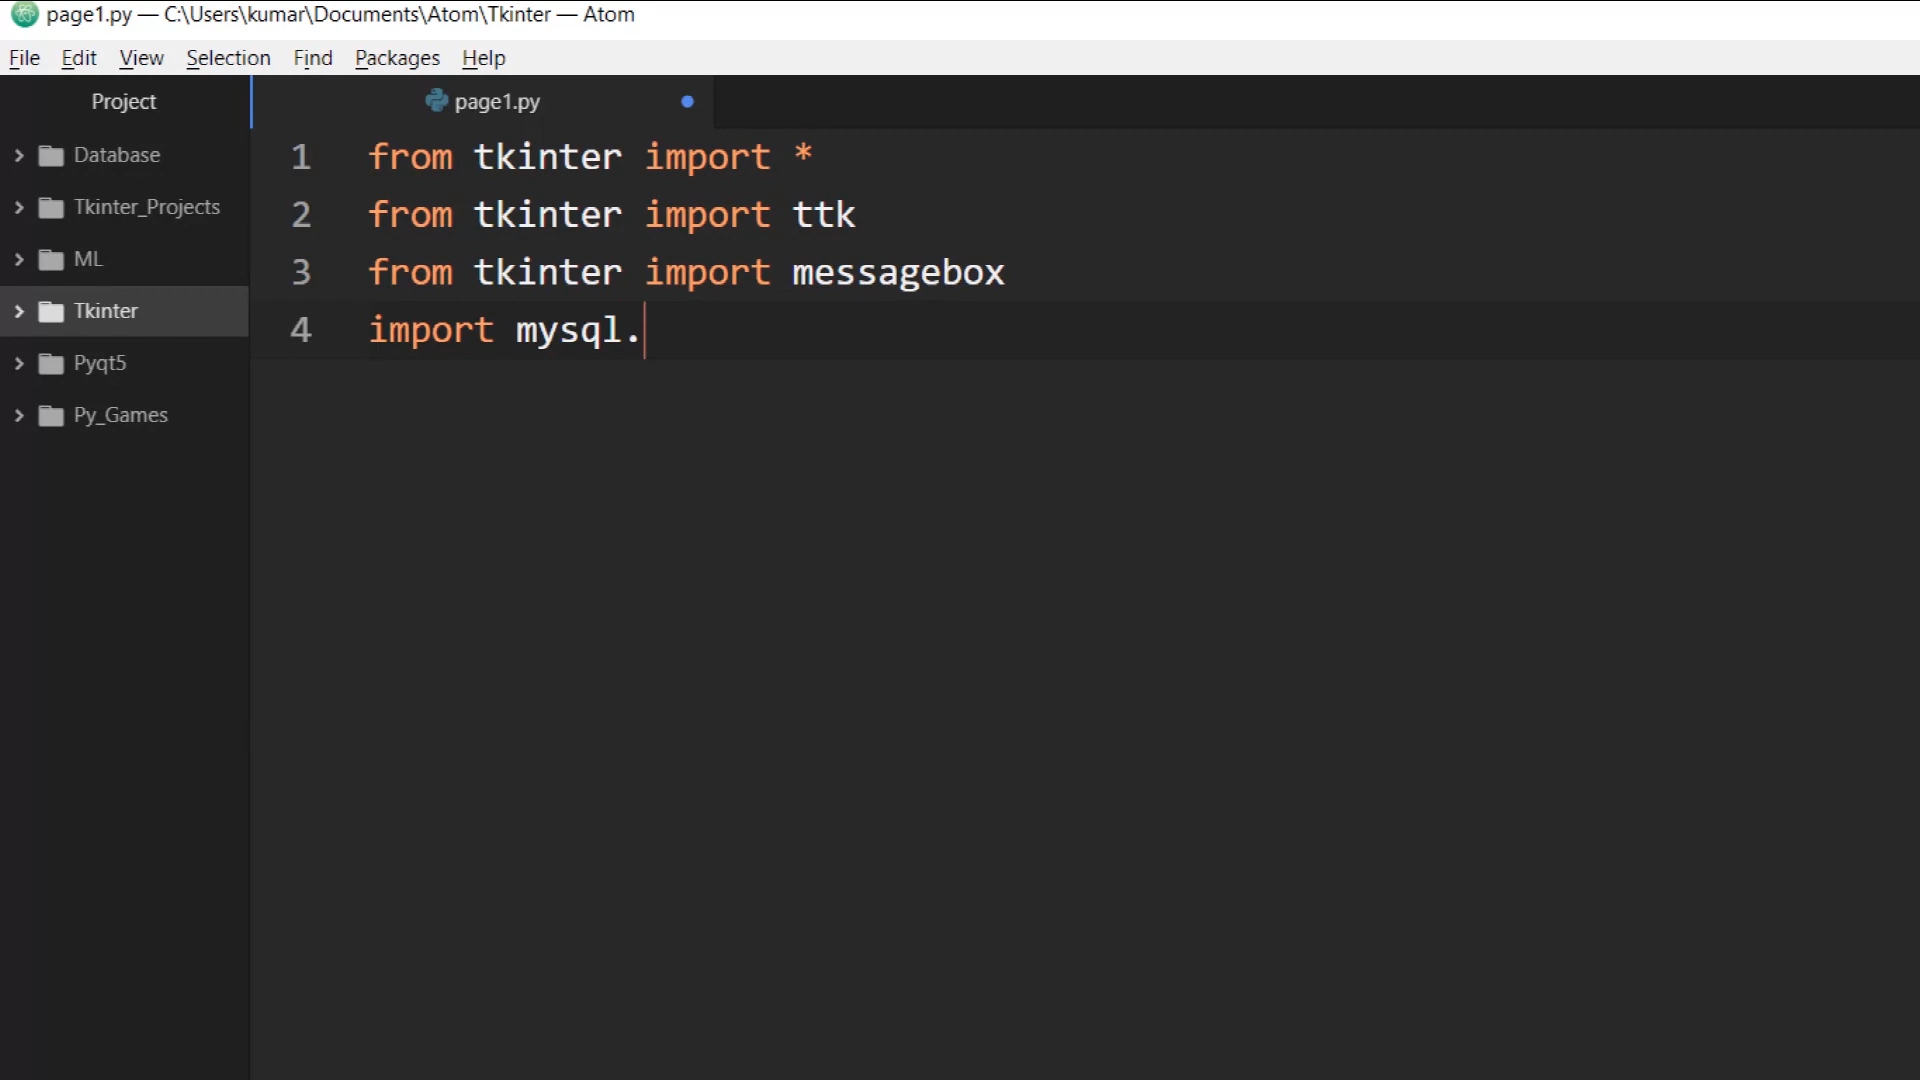 page1.py — C:\Users\kumar\Documents\Atom\Tkinter — Atom
File Edit View Selection Find Packages Help
Project
page1.py
Database
Tkinter_Projects
ML
Tkinter
Pyqt5
Py_Games
1 from tkinter import *
2 from tkinter import ttk
3 from tkinter import messagebox
4 import mysql.